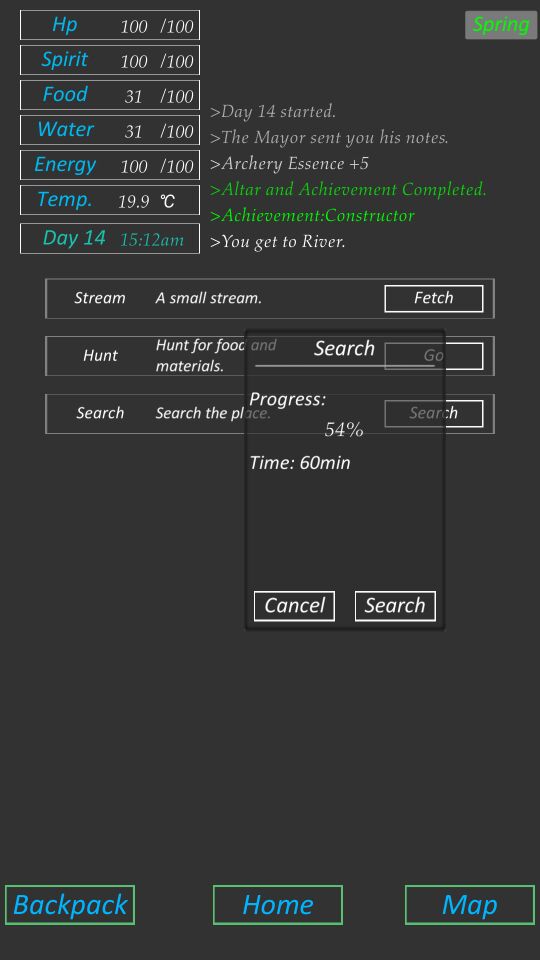 Hp 100 /100
Spring
Spirit 100 /100
Food 31 /100
Water 31 /100
Energy 100 /100
Temp. 19.9 ℃
Day 14 15:12am
>Day 14 started.
>The Mayor sent you his notes.
>Archery Essence +5
>Altar and Achievement Completed.
>Achievement:Constructor
>You get to River.
Stream A small stream. Fetch
Hunt Hunt for food and
materials. Go
Search Search the place. Search
Search
Progress:
54%
Time: 60min
Cancel Search
Backpack Home Map